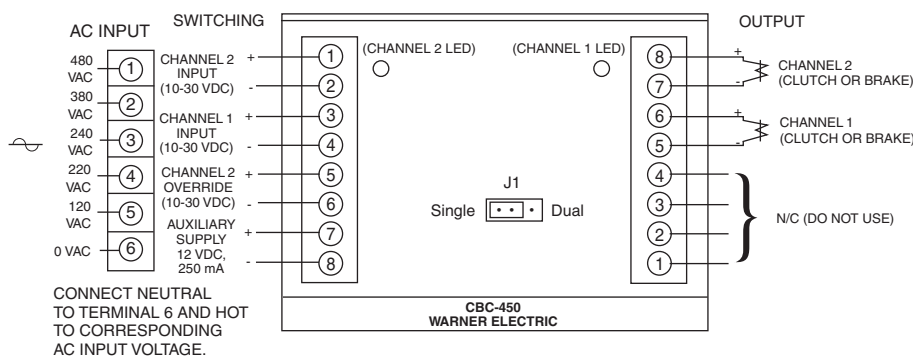 AC INPUT
480
VAC
1
380
VAC
2
240
VAC
3
220
VAC
4
120
VAC
5
0 VAC
6
CONNECT NEUTRAL
TO TERMINAL 6 AND HOT
TO CORRESPONDING
AC INPUT VOLTAGE.
SWITCHING
CHANNEL 2
INPUT
(10-30 VDC)
+
-
CHANNEL 1
INPUT
(10-30 VDC)
+
-
CHANNEL 2
OVERRIDE
(10-30 VDC)
+
-
AUXILIARY
SUPPLY
12 VDC,
250 mA
+
-
1
2
3
4
5
6
7
8
(CHANNEL 2 LED)
(CHANNEL 1 LED)
J1
Single
Dual
CBC-450
WARNER ELECTRIC
8
7
6
5
4
3
2
1
OUTPUT
+
-
CHANNEL 2
(CLUTCH OR BRAKE)
+
-
CHANNEL 1
(CLUTCH OR BRAKE)
N/C (DO NOT USE)